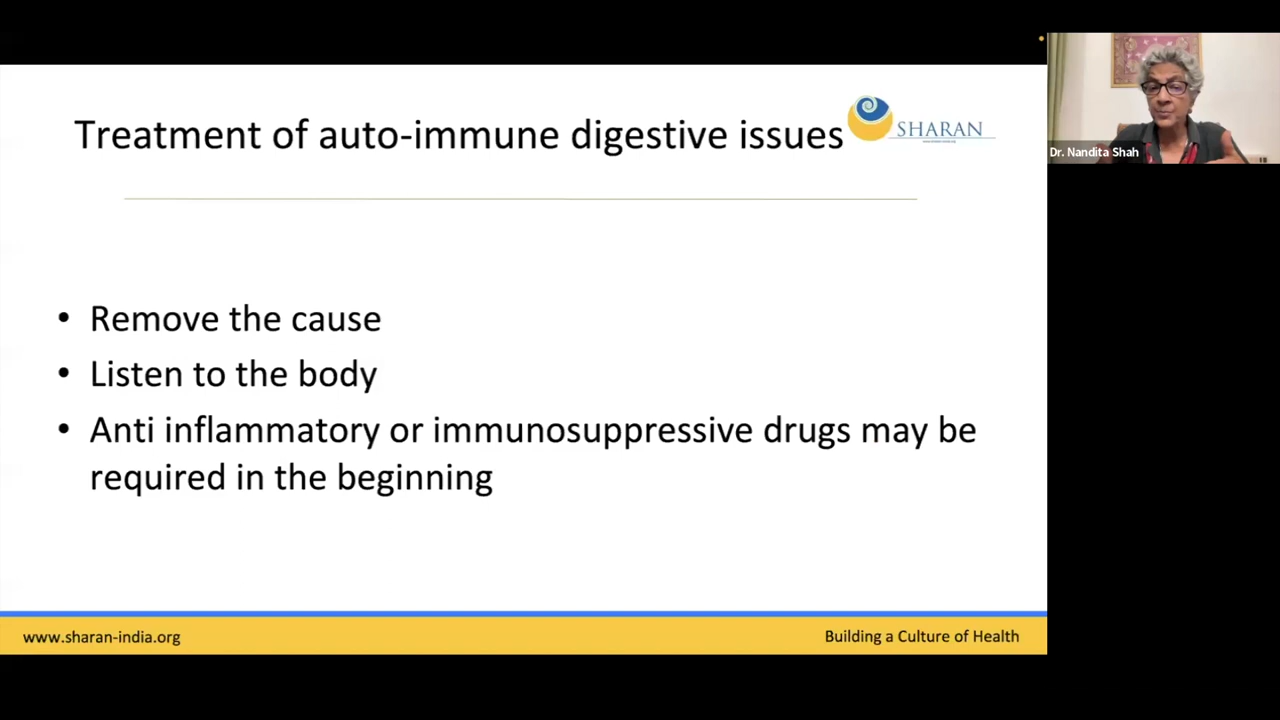 Treatment of auto-immune digestive issues
SHARAN
Dr. Nandita Shah
• Remove the cause
• Listen to the body
• Anti inflammatory or immunosuppressive drugs may be
required in the beginning
www.sharan-india.org
Building a Culture of Health